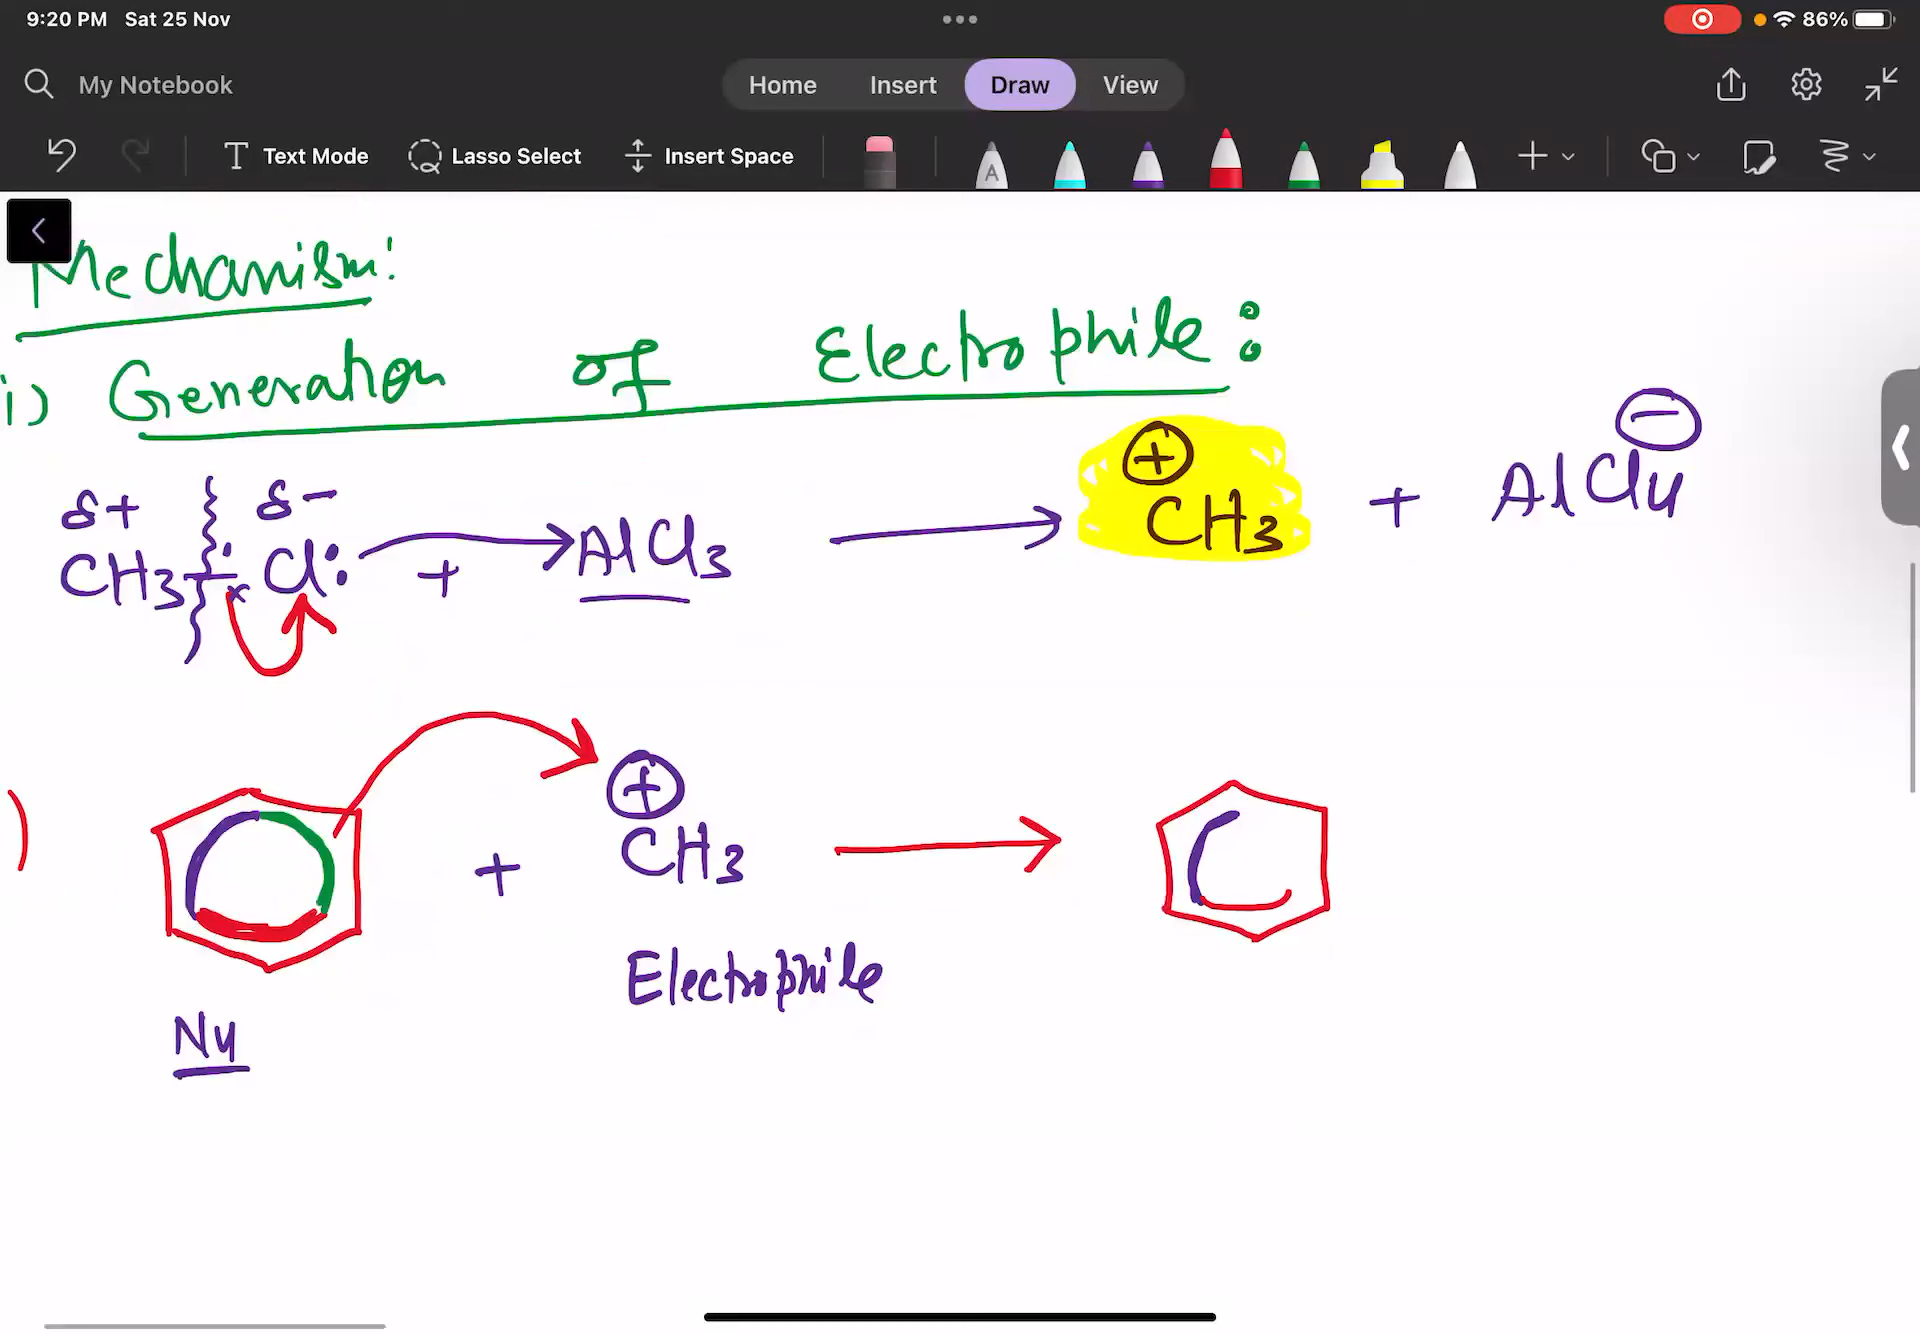 9:20 PM Sat 25 Nov
86%
My Notebook
Home Insert Draw View
Text Mode Lasso Select Insert Space
A
Mechanism:
i) Generation of Electrophile:
δ+ δ− ⊕ ⊖
CH3 Cl: + AlCl3 CH3 + AlCl4
) + ⊕
CH3
Electrophile
Nu